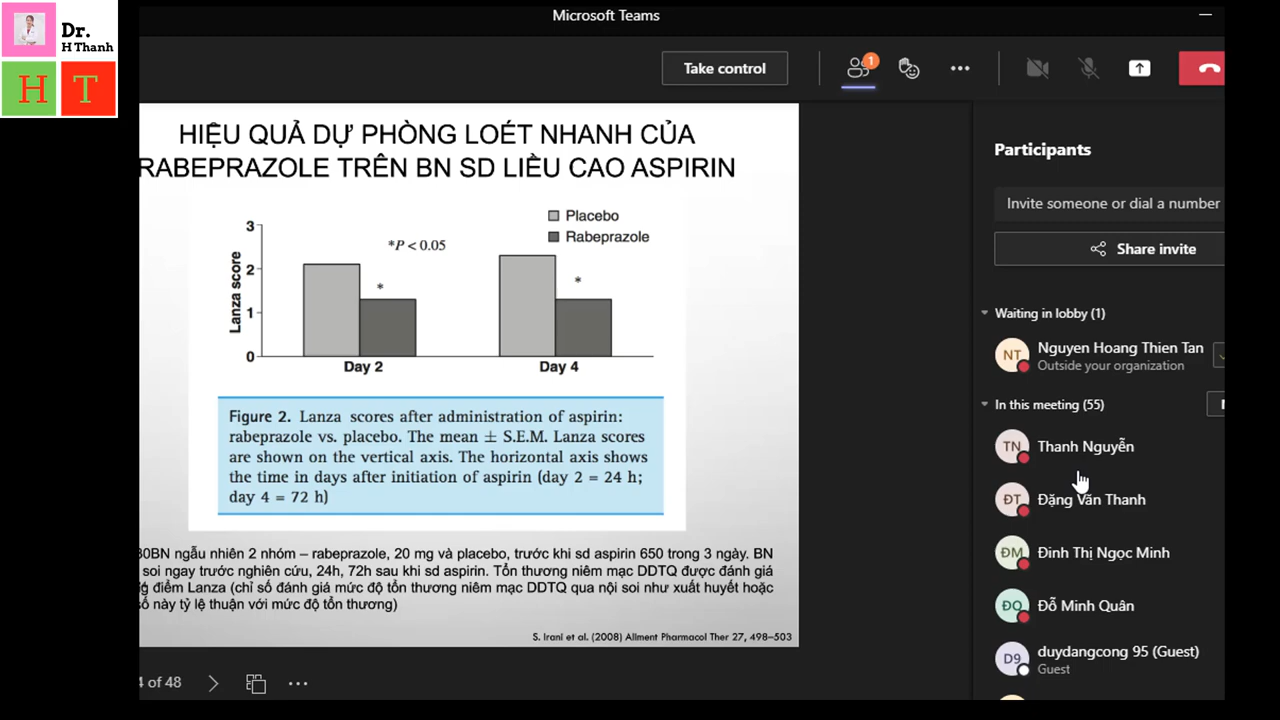 Dr.
H Thanh
H T
Microsoft Teams
Take control
1
HIỆU QUẢ DỰ PHÒNG LOÉT NHANH CỦA
RABEPRAZOLE TRÊN BN SD LIỀU CAO ASPIRIN
Placebo
Rabeprazole
*P < 0.05
Lanza score
3
2
1
0
*
*
Day 2
Day 4
Figure 2. Lanza scores after administration of aspirin:
rabeprazole vs. placebo. The mean ± S.E.M. Lanza scores
are shown on the vertical axis. The horizontal axis shows
the time in days after initiation of aspirin (day 2 = 24 h;
day 4 = 72 h)
30BN ngẫu nhiên 2 nhóm – rabeprazole, 20 mg và placebo, trước khi sd aspirin 650 trong 3 ngày. BN
soi ngay trước nghiên cứu, 24h, 72h sau khi sd aspirin. Tổn thương niêm mạc DDTQ được đánh giá
điểm Lanza (chỉ số đánh giá mức độ tổn thương niêm mạc DDTQ qua nội soi như xuất huyết hoặc
số này tỷ lệ thuận với mức độ tổn thương)
S. Irani et al. (2008) Aliment Pharmacol Ther 27, 498–503
4 of 48
Participants
Invite someone or dial a number
Share invite
Waiting in lobby (1)
NT
Nguyen Hoang Thien Tan
Outside your organization
In this meeting (55)
TN
Thanh Nguyễn
ĐT
Đặng Văn Thanh
ĐM
Đinh Thị Ngọc Minh
ĐQ
Đỗ Minh Quân
D9
duydangcong 95 (Guest)
Guest